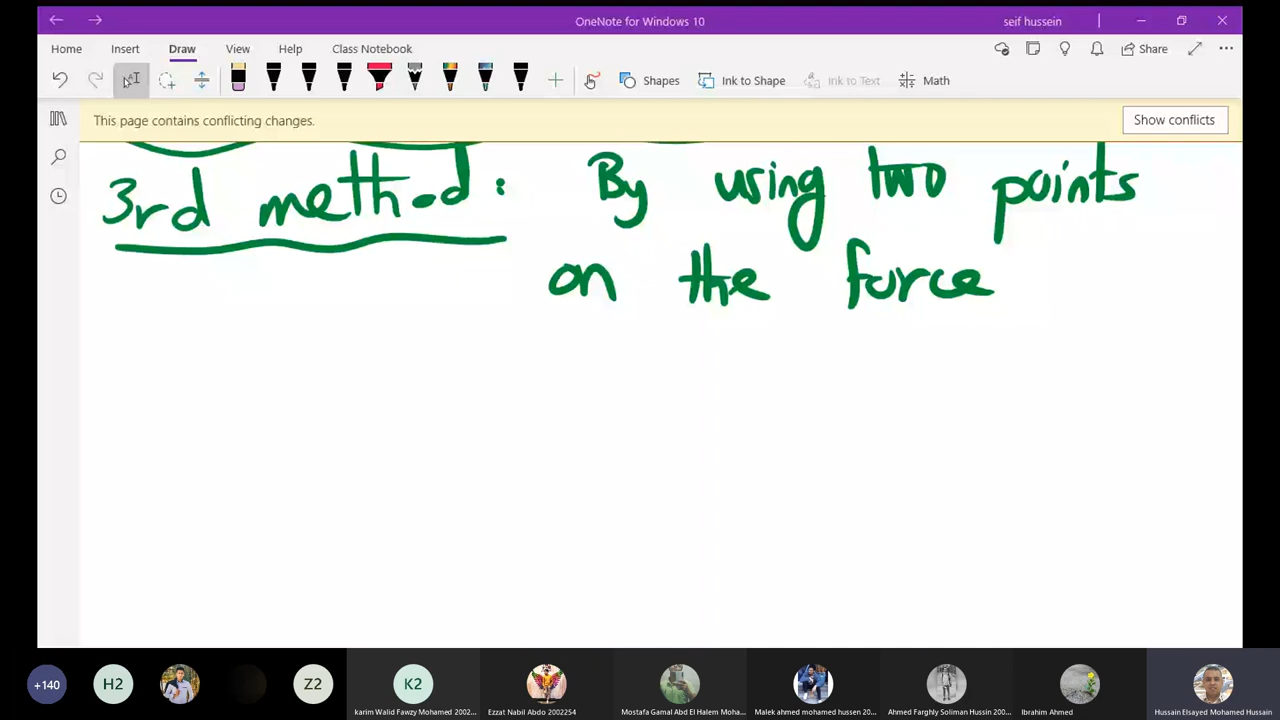 OneNote for Windows 10
seif hussein
Home Insert Draw View Help Class Notebook
Share
Shapes Ink to Shape Ink to Text Math
This page contains conflicting changes.
Show conflicts
3rd method: By using two points
on the force
+140 H2 Z2 K2
karim Walid Fawzy Mohamed 2002... Ezzat Nabil Abdo 2002254 Mostafa Gamal Abd El Halem Moha... Malek ahmed mohamed hussen 20... Ahmed Farghly Soliman Hussin 200... Ibrahim Ahmed Hussain Elsayed Mohamed Hussain